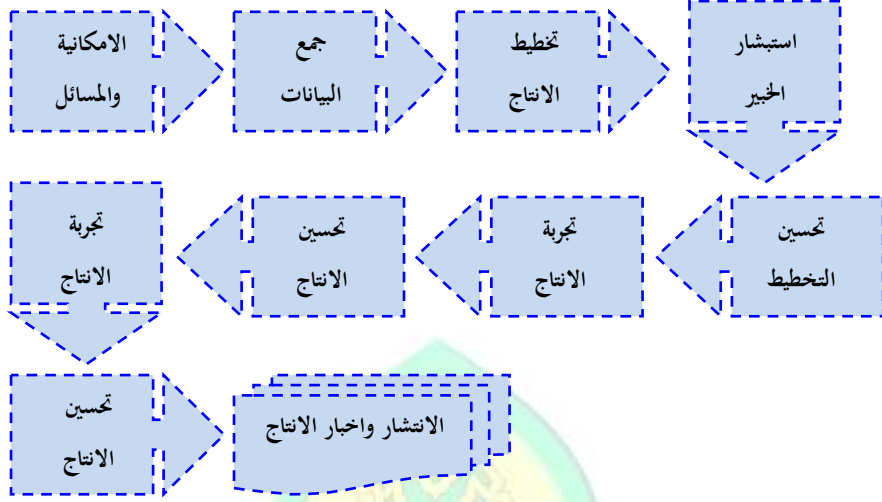 الامكانية
والمسائل
جمع
البيانات
تخطيط
الانتاج
استبشار
الخبير
تحسين
التخطيط
تجربة
الانتاج
تحسين
الانتاج
تجربة
الانتاج
تحسين
الانتاج
الانتشار واخبار الانتاج